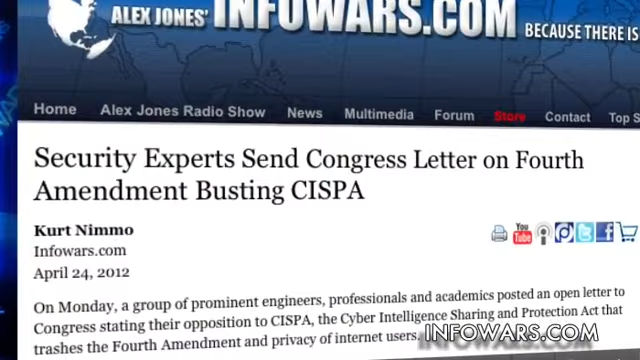 ALEX JONES' INFOWARS.COM BECAUSE THERE IS
Home Alex Jones Radio Show News Multimedia Forum Store Contact Top S
Security Experts Send Congress Letter on Fourth
Amendment Busting CISPA
Kurt Nimmo
Infowars.com
April 24, 2012
You Tube
On Monday, a group of prominent engineers, professionals and academics posted an open letter to
Congress stating their opposition to CISPA, the Cyber Intelligence Sharing and Protection Act that
trashes the Fourth Amendment and privacy of internet users.
INFOWARS.COM